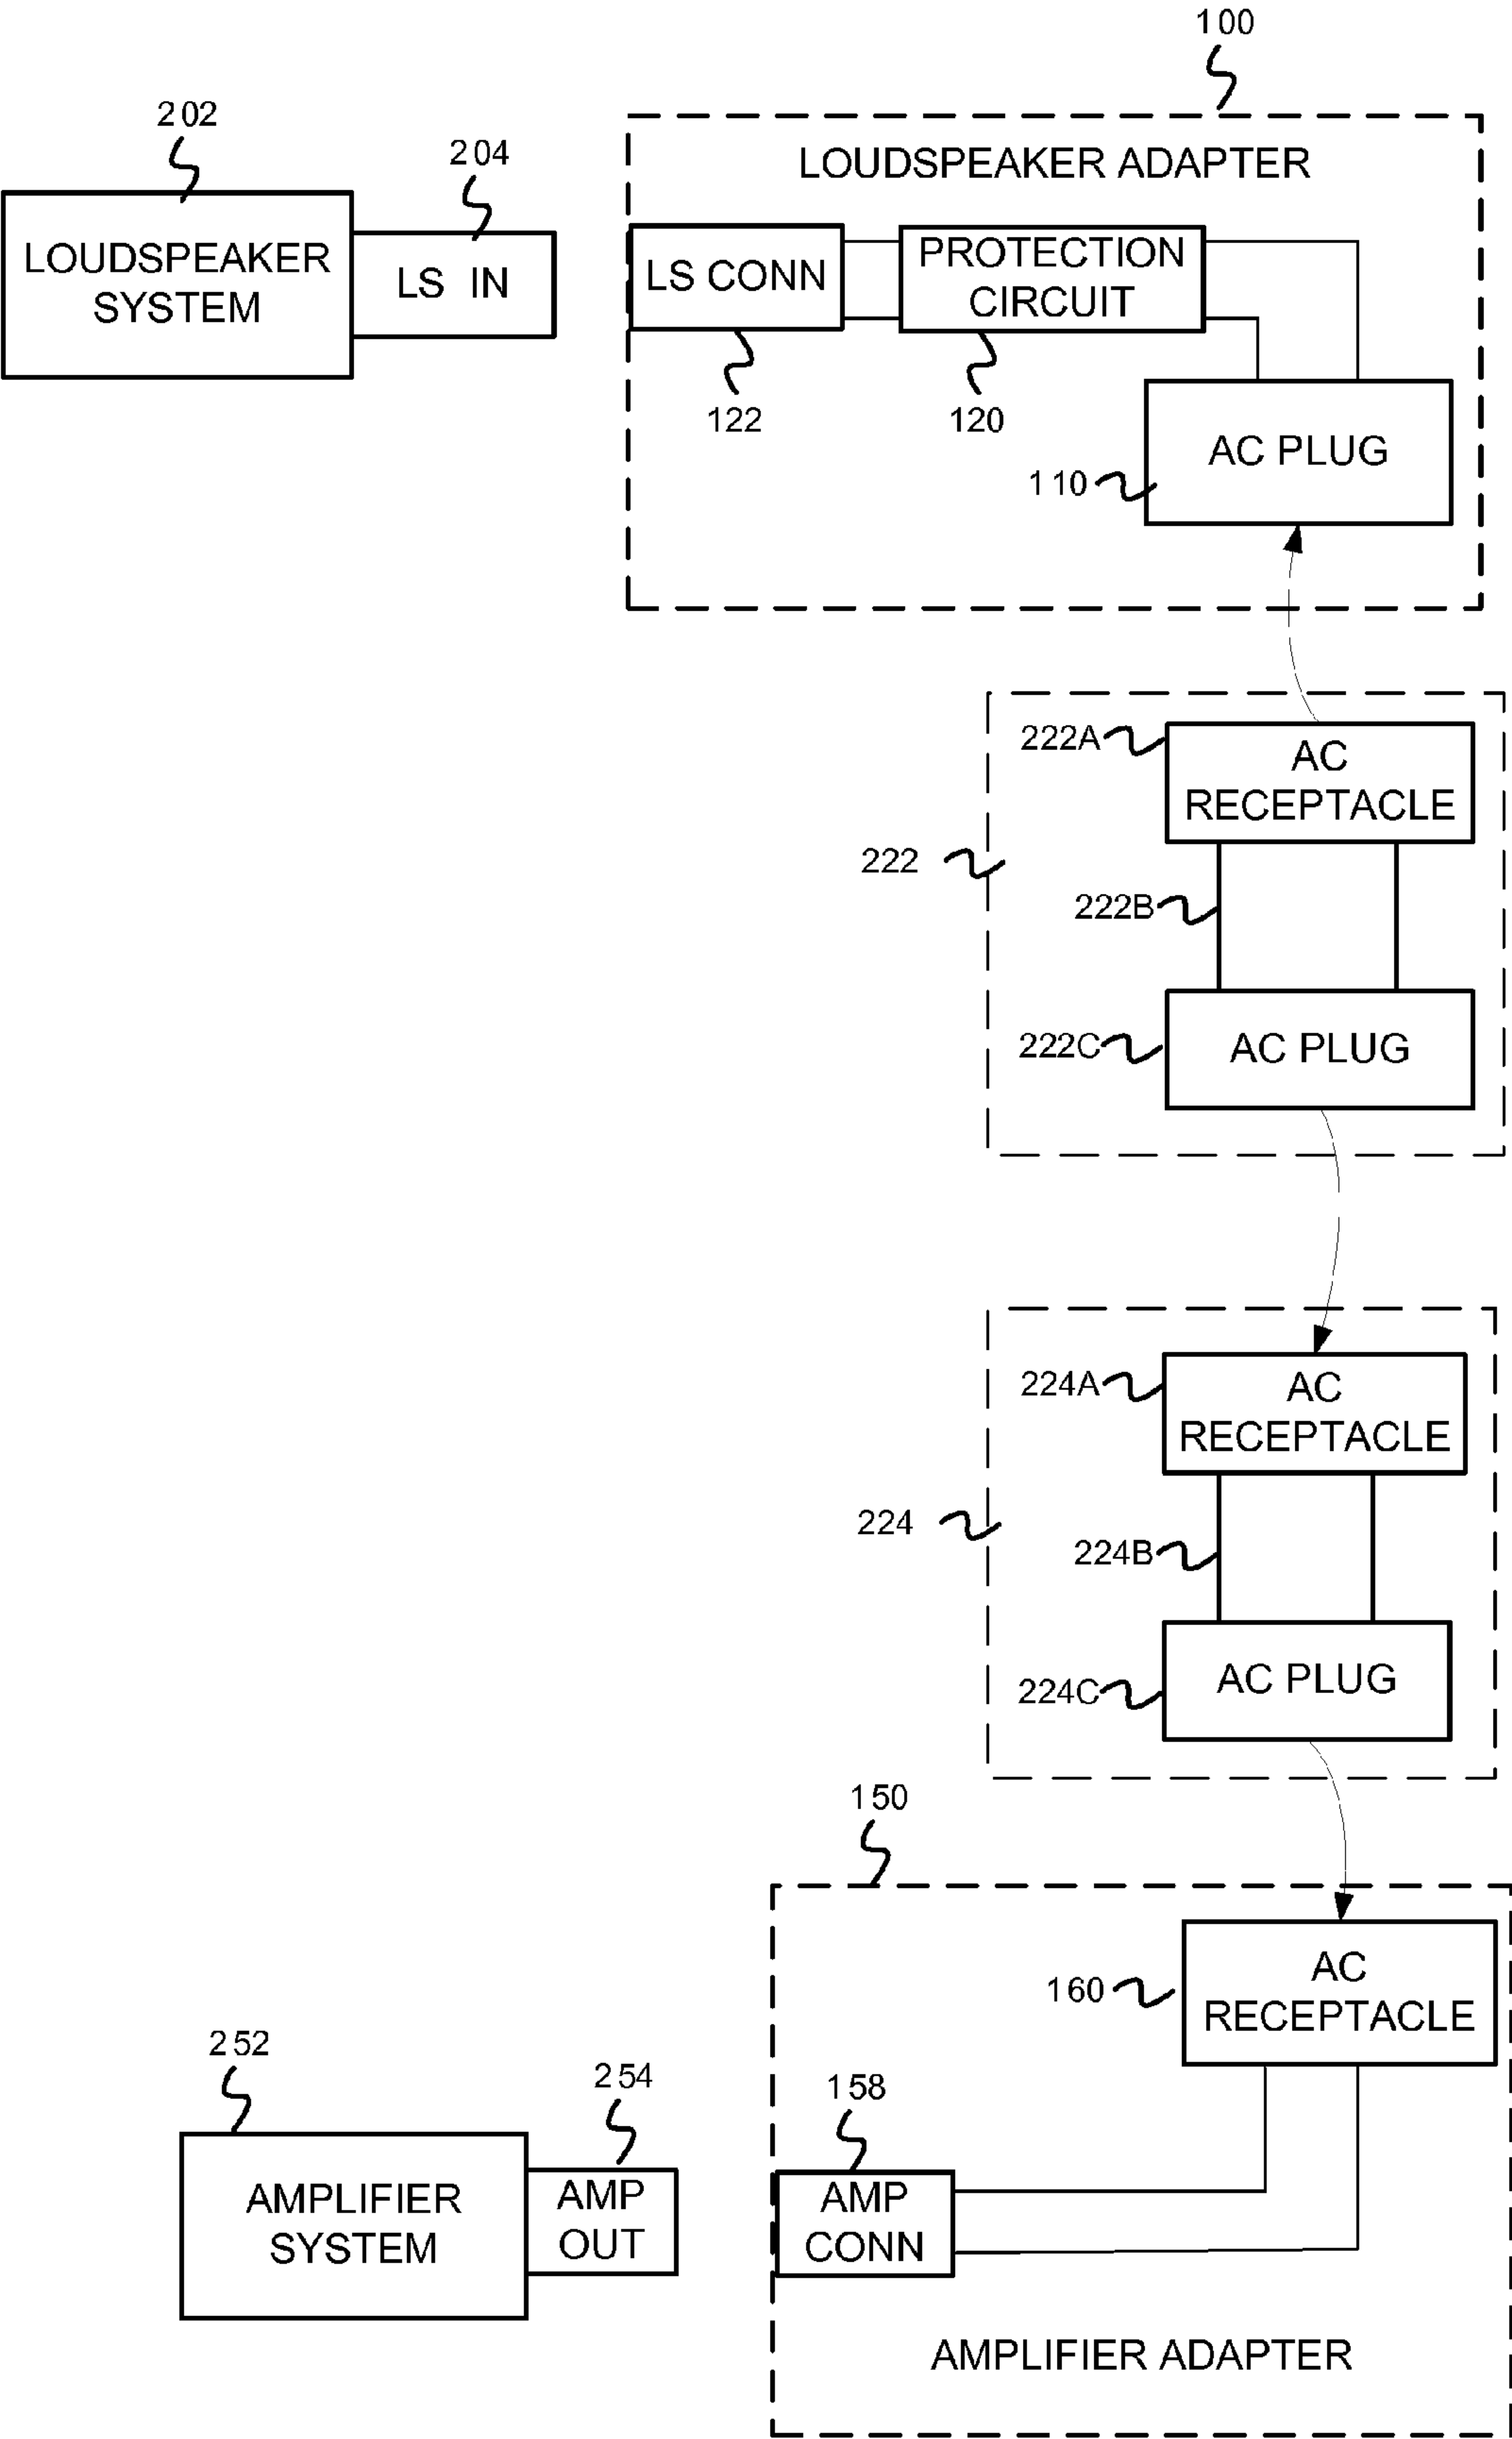 100
202
204
LOUDSPEAKER ADAPTER
LOUDSPEAKER
SYSTEM
LS IN
LS CONN
PROTECTION
CIRCUIT
122
120
AC PLUG
110
222A
AC
RECEPTACLE
222
222B
222C
AC PLUG
224A
AC
RECEPTACLE
224
224B
224C
AC PLUG
150
160
AC
RECEPTACLE
252
254
158
AMPLIFIER
SYSTEM
AMP
OUT
AMP
CONN
AMPLIFIER ADAPTER